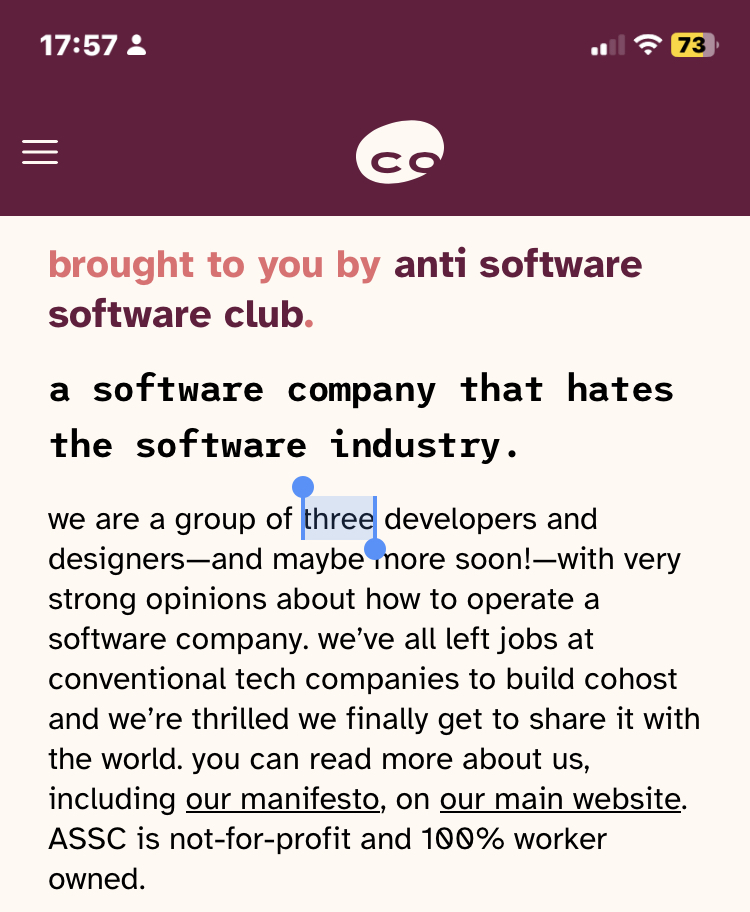 17:57
73
co
brought to you by anti software
software club.
a software company that hates
the software industry.
we are a group of three developers and
designers—and maybe more soon!—with very
strong opinions about how to operate a
software company. we’ve all left jobs at
conventional tech companies to build cohost
and we’re thrilled we finally get to share it with
the world. you can read more about us,
including our manifesto, on our main website.
ASSC is not-for-profit and 100% worker
owned.